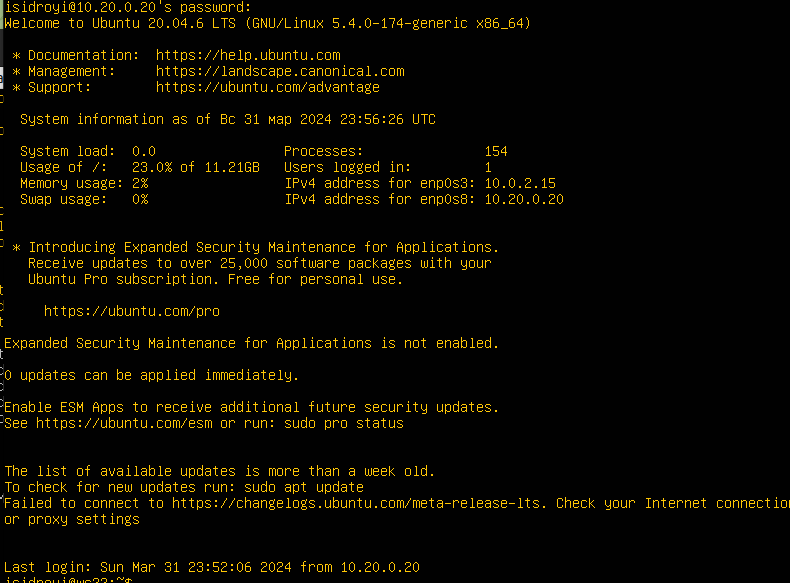 isidroyi@10.20.0.20's password:
Welcome to Ubuntu 20.04.6 LTS (GNU/Linux 5.4.0-174-generic x86_64)
* Documentation: https://help.ubuntu.com
* Management: https://landscape.canonical.com
* Support: https://ubuntu.com/advantage
System information as of Вс 31 мар 2024 23:56:26 UTC
System load: 0.0 Processes: 154
Usage of /: 23.0% of 11.21GB Users logged in: 1
Memory usage: 2% IPv4 address for enp0s3: 10.0.2.15
Swap usage: 0% IPv4 address for enp0s8: 10.20.0.20
* Introducing Expanded Security Maintenance for Applications.
Receive updates to over 25,000 software packages with your
Ubuntu Pro subscription. Free for personal use.
https://ubuntu.com/pro
Expanded Security Maintenance for Applications is not enabled.
0 updates can be applied immediately.
Enable ESM Apps to receive additional future security updates.
See https://ubuntu.com/esm or run: sudo pro status
The list of available updates is more than a week old.
To check for new updates run: sudo apt update
Failed to connect to https://changelogs.ubuntu.com/meta-release-lts. Check your Internet connection
or proxy settings
Last login: Sun Mar 31 23:52:06 2024 from 10.20.0.20